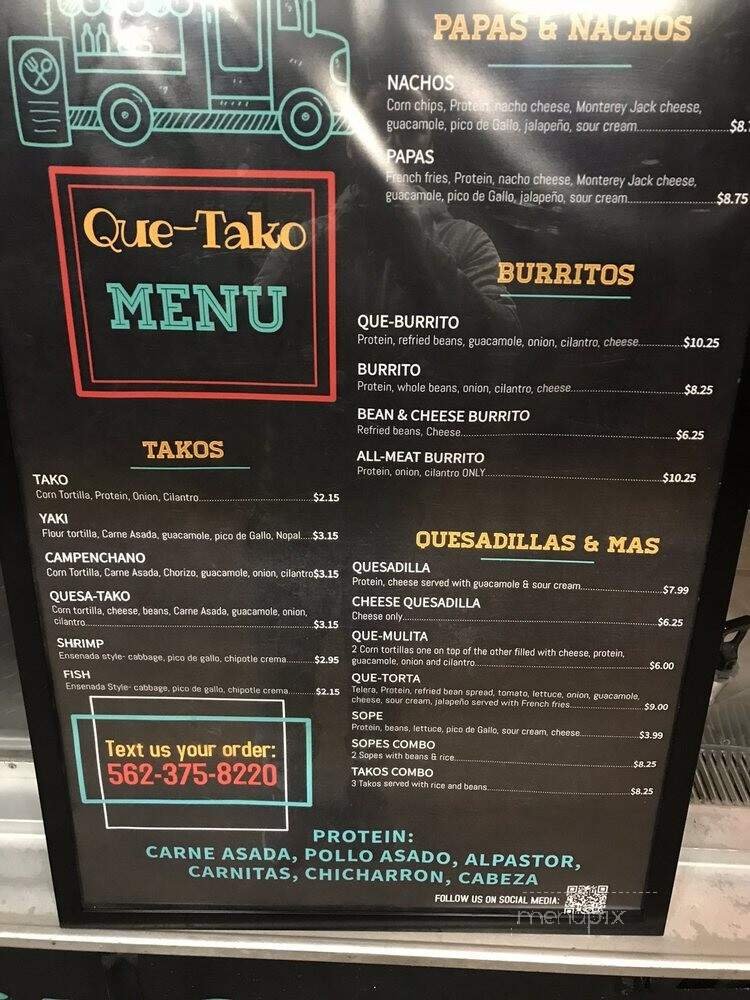 Que-Tako
MENU
TAKOS
TAKO
Corn Tortilla, Protein, Onion, Cilantro...$2.15
YAKI
Flour tortilla, Carne Asada, guacamole, pico de Gallo, Nopal...$3.15
CAMPENCHANO
Corn Tortilla, Carne Asada, Chorizo, guacamole, onion, cilantro$3.15
QUESA-TAKO
Corn tortilla, cheese, beans, Carne Asada, guacamole, onion,
cilantro...$3.15
SHRIMP
Ensenada style- cabbage, pico de gallo, chipotle crema...$2.95
FISH
Ensenada Style- cabbage, pico de gallo, chipotle crema...$2.15
Text us your order:
562-375-8220
PAPAS & NACHOS
NACHOS
Corn chips, Protein, nacho cheese, Monterey Jack cheese,
guacamole, pico de Gallo, jalapeño, sour cream...$8.
PAPAS
French fries, Protein, nacho cheese, Monterey Jack cheese,
guacamole, pico de Gallo, jalapeño, sour cream...$8.75
BURRITOS
QUE-BURRITO
Protein, refried beans, guacamole, onion, cilantro, cheese...$10.25
BURRITO
Protein, whole beans, onion, cilantro, cheese...$8.25
BEAN & CHEESE BURRITO
Refried beans, Cheese...$6.25
ALL-MEAT BURRITO
Protein, onion, cilantro ONLY...$10.25
QUESADILLAS & MAS
QUESADILLA
Protein, cheese served with guacamole & sour cream...$7.99
CHEESE QUESADILLA
Cheese only...$6.25
QUE-MULITA
2 Corn tortillas one on top of the other filled with cheese, protein,
guacamole, onion and cilantro...$6.00
QUE-TORTA
Telera, Protein, refried bean spread, tomato, lettuce, onion, guacamole,
cheese, sour cream, jalapeño served with French fries...$9.00
SOPE
Protein, beans, lettuce, pico de Gallo, sour cream, cheese...$3.99
SOPES COMBO
2 Sopes with beans & rice...$8.25
TAKOS COMBO
3 Takos served with rice and beans...$8.25
PROTEIN:
CARNE ASADA, POLLO ASADO, ALPASTOR,
CARNITAS, CHICHARRON, CABEZA
FOLLOW US ON SOCIAL MEDIA:
menupix